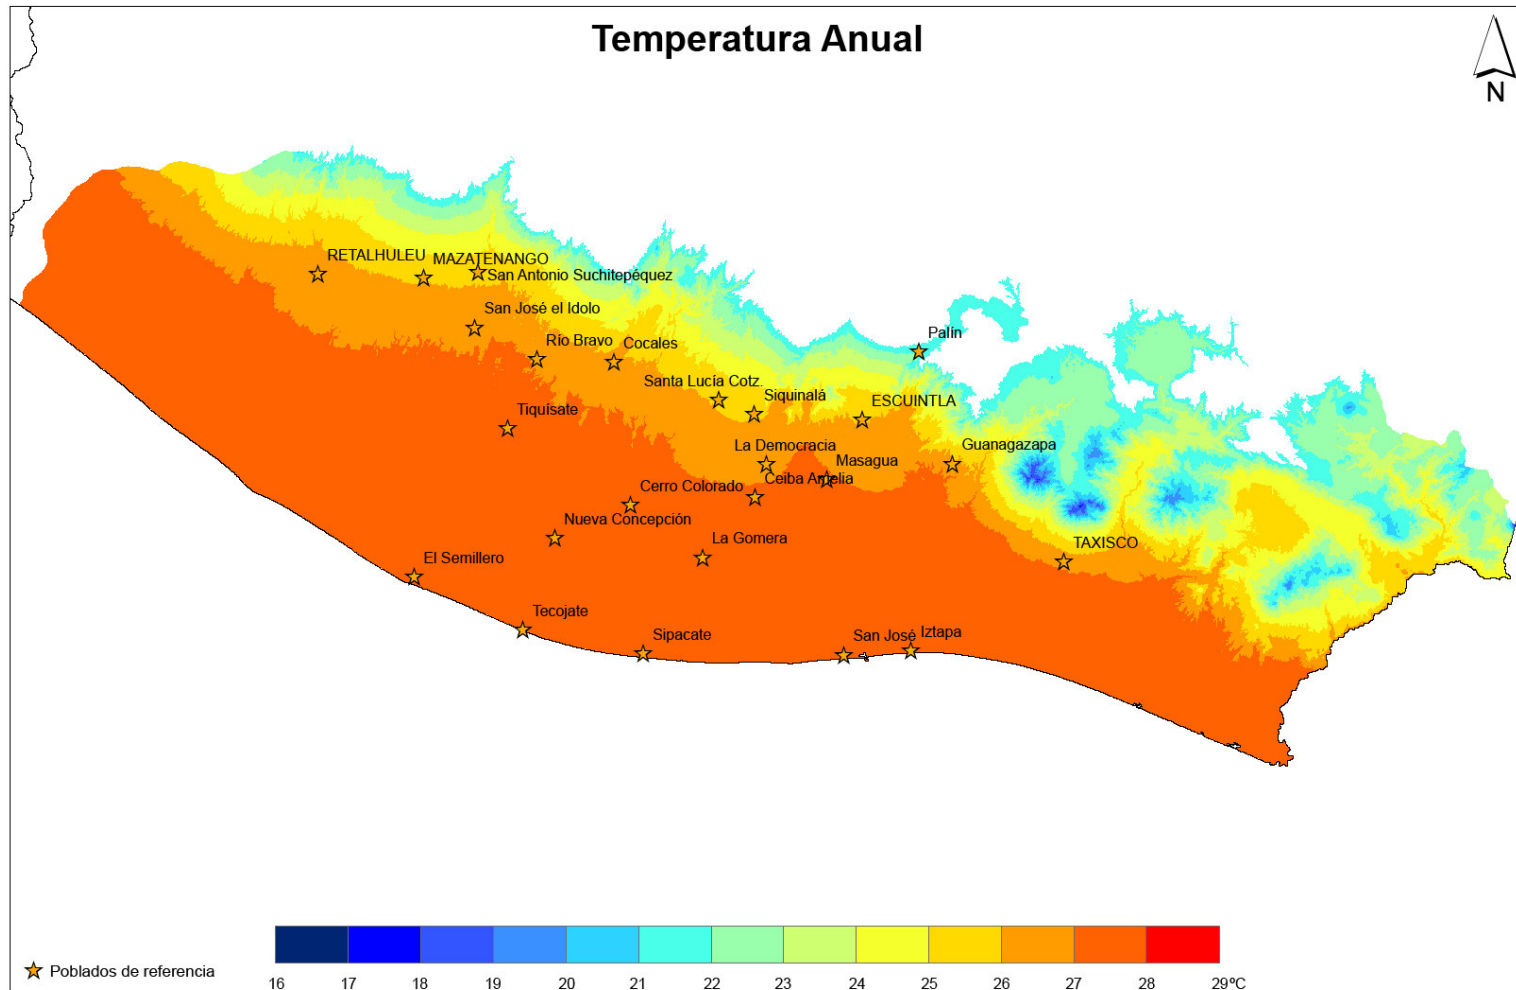 Temperatura Anual
N
RETALHULEU
MAZATENANGO
San Antonio Suchitepéquez
San José el Idolo
Río Bravo
Cocales
Palín
Santa Lucía Cotz.
Siquinalá
ESCUINTLA
Tiquísate
La Democracia
Masagua
Guanagazapa
Ceiba Amelia
Cerro Colorado
Nueva Concepción
La Gomera
TAXISCO
El Semillero
Tecojate
Sipacate
San José
Iztapa
Poblados de referencia
16 17 18 19 20 21 22 23 24 25 26 27 28 29ºC